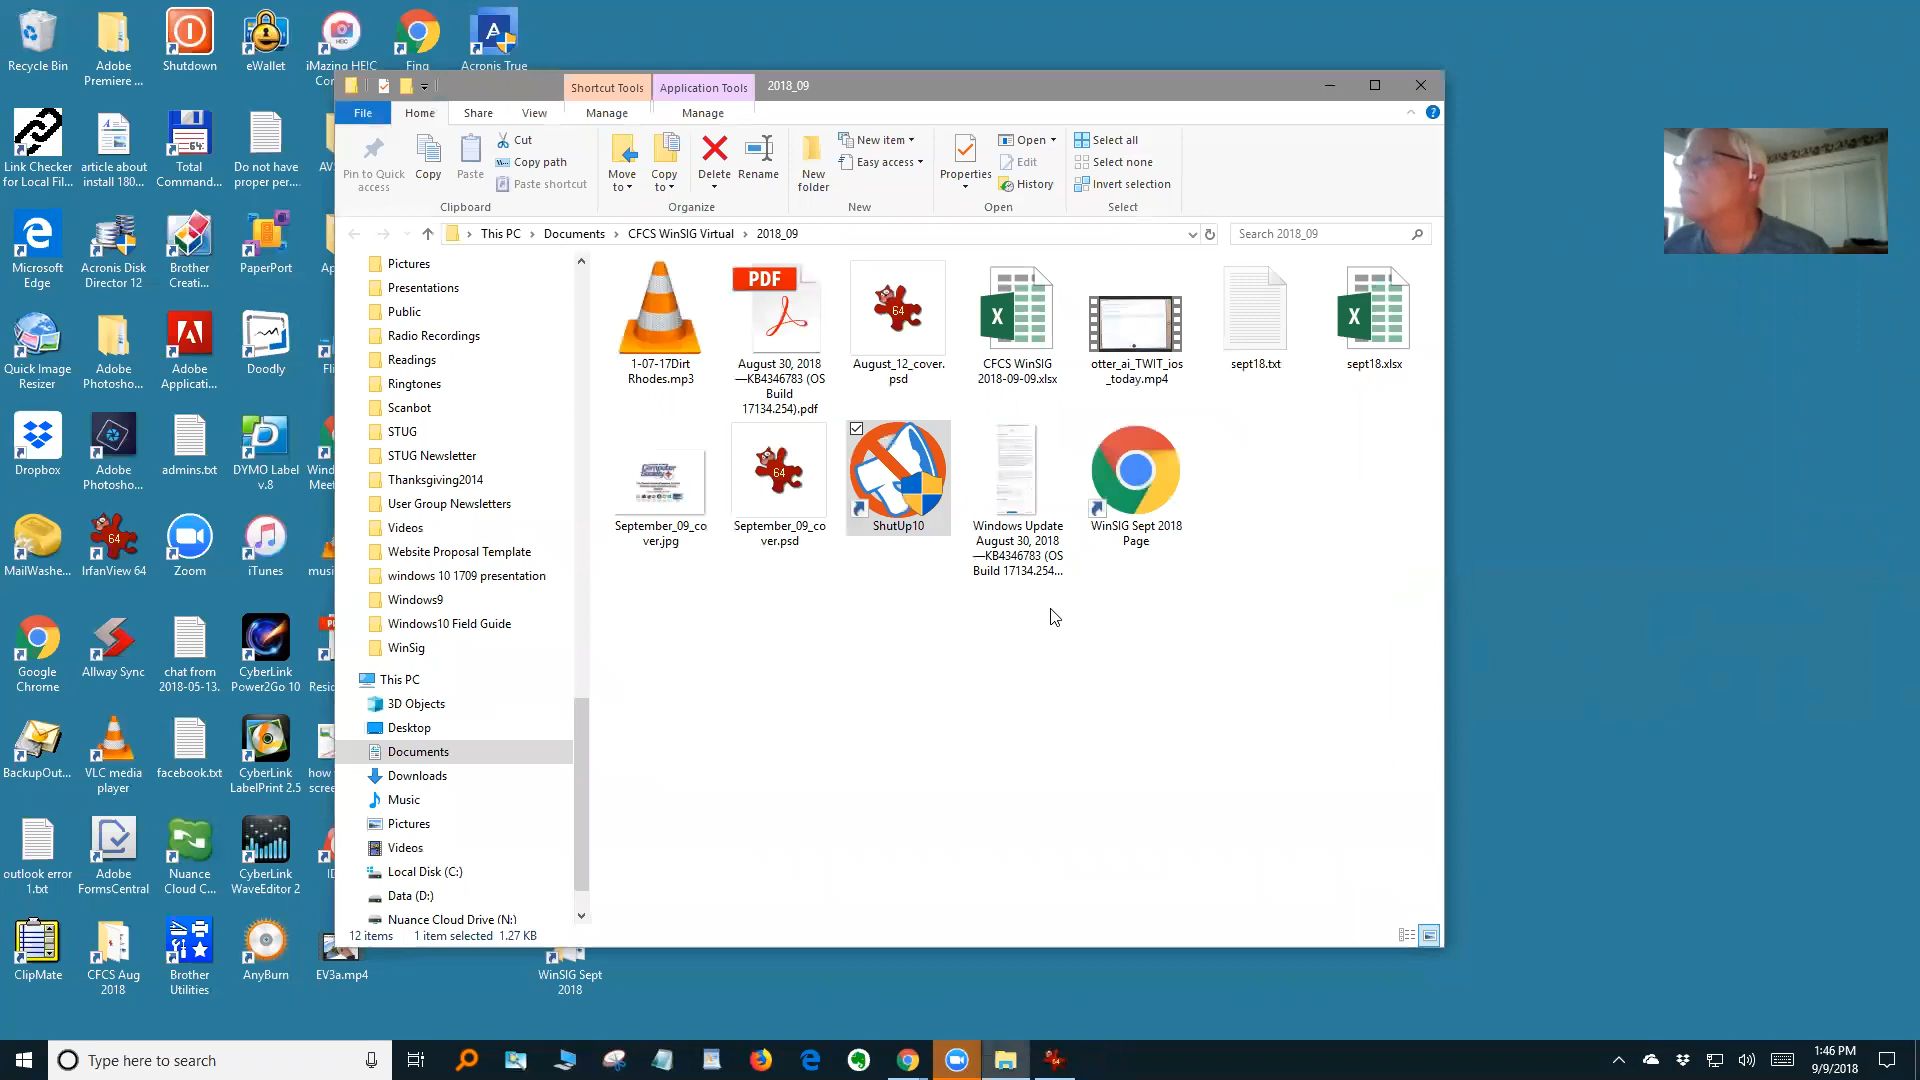 Recycle Bin
Adobe
Premiere ...
Shutdown
eWallet
iMazing HEIC
Con
Fing
Acronis True
Link Checker
for Local Fil...
article about
install 180...
Total
Command...
Do not have
proper per...
Microsoft
Edge
Acronis Disk
Director 12
Brother
Creati...
PaperPort
Quick Image
Resizer
Adobe
Photosho...
Adobe
Applicati...
Doodly
Dropbox
Adobe
Photosho...
admins.txt
DYMO Label
v.8
Wind
Meet
MailWashe...
IrfanView 64
Zoom
iTunes
musi
Google
Chrome
Allway Sync
chat from
2018-05-13.
CyberLink
Power2Go 10
Resid
BackupOut...
VLC media
player
facebook.txt
CyberLink
LabelPrint 2.5
how
scree
outlook error
1.txt
Adobe
FormsCentral
Nuance
Cloud C...
CyberLink
WaveEditor 2
ClipMate
CFCS Aug
2018
Brother
Utilities
AnyBurn
EV3a.mp4
WinSIG Sept
2018
Shortcut Tools
Application Tools
2018_09
File
Home
Share
View
Manage
Manage
Pin to Quick
access
Copy
Paste
Cut
Copy path
Paste shortcut
Clipboard
Move
to
Copy
to
Delete
Rename
Organize
New
folder
New item
Easy access
New
Properties
Open
Edit
History
Open
Select all
Select none
Invert selection
Select
This PC > Documents > CFCS WinSIG Virtual > 2018_09
Search 2018_09
Pictures
Presentations
Public
Radio Recordings
Readings
Ringtones
Scanbot
STUG
STUG Newsletter
Thanksgiving2014
User Group Newsletters
Videos
Website Proposal Template
windows 10 1709 presentation
Windows9
Windows10 Field Guide
WinSig
This PC
3D Objects
Desktop
Documents
Downloads
Music
Pictures
Videos
Local Disk (C:)
Data (D:)
Nuance Cloud Drive (N:)
1-07-17Dirt
Rhodes.mp3
PDF
August 30, 2018
—KB4346783 (OS
Build
17134.254).pdf
64
August_12_cover.
psd
CFCS WinSIG
2018-09-09.xlsx
otter_ai_TWIT_ios
_today.mp4
sept18.txt
sept18.xlsx
September_09_co
ver.jpg
64
September_09_co
ver.psd
ShutUp10
Windows Update
August 30, 2018
—KB4346783 (OS
Build 17134.254...
WinSIG Sept 2018
Page
12 items
1 item selected 1.27 KB
Type here to search
1:46 PM
9/9/2018